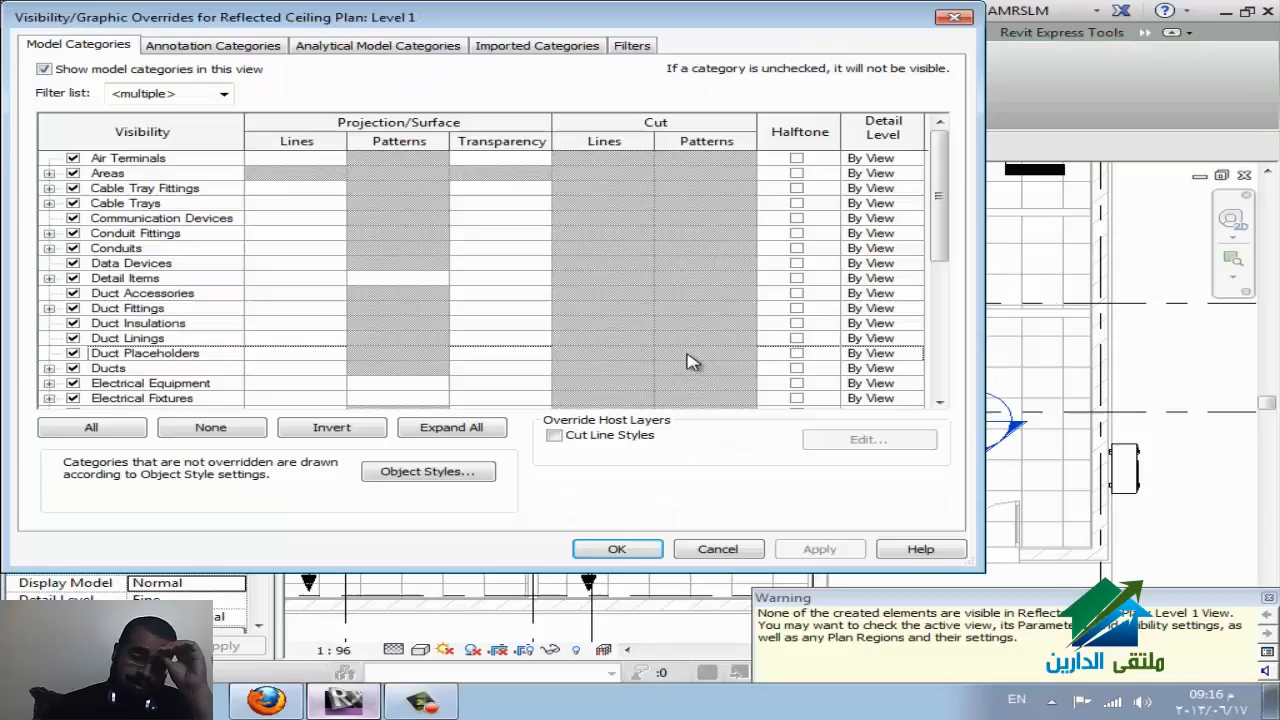 Visibility/Graphic Overrides for Reflected Ceiling Plan: Level 1
AMRSLM
Revit Express Tools
Model Categories
Annotation Categories
Analytical Model Categories
Imported Categories
Filters
Show model categories in this view
If a category is unchecked, it will not be visible.
Filter list:
<multiple>
Visibility
Projection/Surface
Cut
Halftone
Detail Level
Lines
Patterns
Transparency
Lines
Patterns
Air Terminals By View
Areas By View
Cable Tray Fittings By View
Cable Trays By View
Communication Devices By View
Conduit Fittings By View
Conduits By View
Data Devices By View
Detail Items By View
Duct Accessories By View
Duct Fittings By View
Duct Insulations By View
Duct Linings By View
Duct Placeholders By View
Ducts By View
Electrical Equipment By View
Electrical Fixtures By View
2D
All
None
Invert
Expand All
Override Host Layers
Cut Line Styles
Edit...
Categories that are not overridden are drawn
according to Object Style settings.
Object Styles...
OK
Cancel
Apply
Help
Display Model Normal
1 : 96
:0
Warning
None of the created elements are visible in
View.
You may want to check the active view, its
settings, as
well as any Plan Regions and their settings.
ملتقى الدارين
EN
09:16 م
٢٠١٣/٠٦/١٧